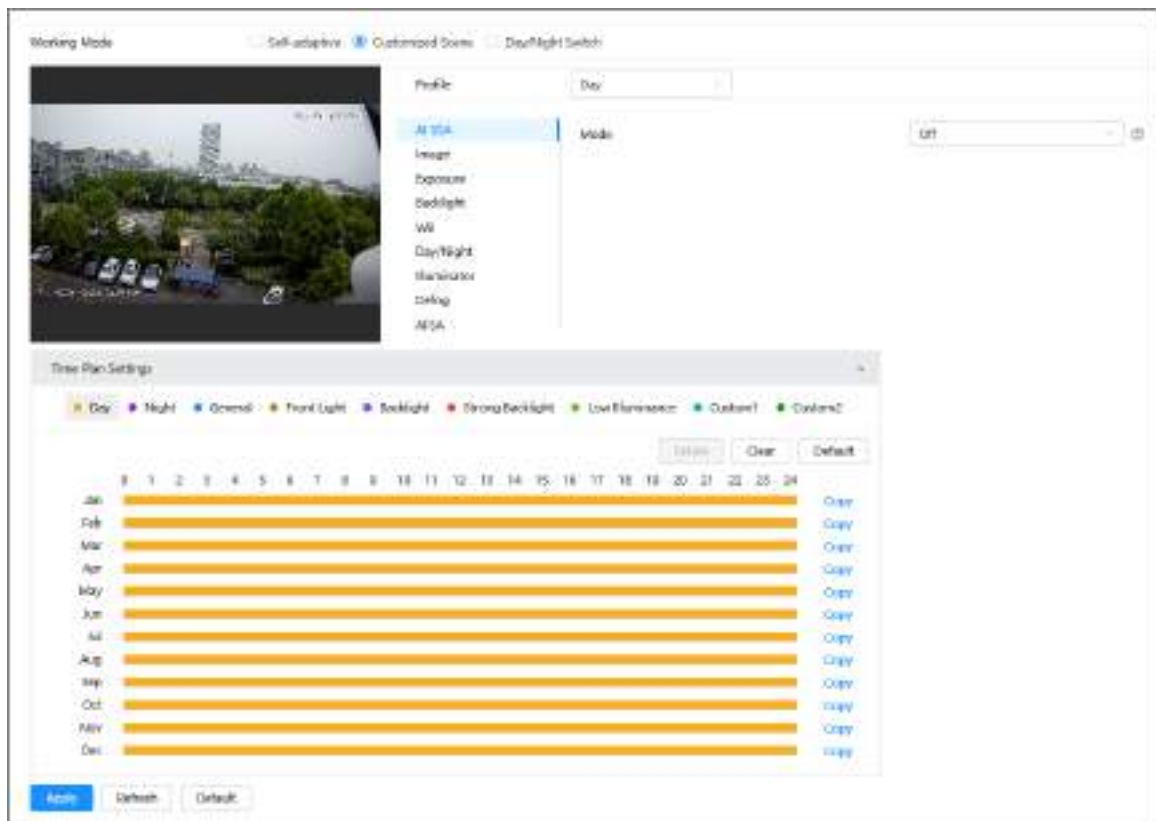 Working Mode Self-adaptive Customized Scene Day/Night Switch
Profile Day
AI SSA Mode Off
Image
Exposure
Backlight
WB
Day/Night
Illuminator
Defog
Time Plan Settings
Day Night General Front Light Backlight Strong Backlight Low Illuminance Custom1 Custom2
Clear Default
0 1 2 3 4 5 6 7 8 9 10 11 12 13 14 15 16 17 18 19 20 21 22 23 24
Jan Copy
Feb Copy
Mar Copy
Apr Copy
May Copy
Jun Copy
Jul Copy
Aug Copy
Sep Copy
Oct Copy
Nov Copy
Dec Copy
Apply Refresh Default